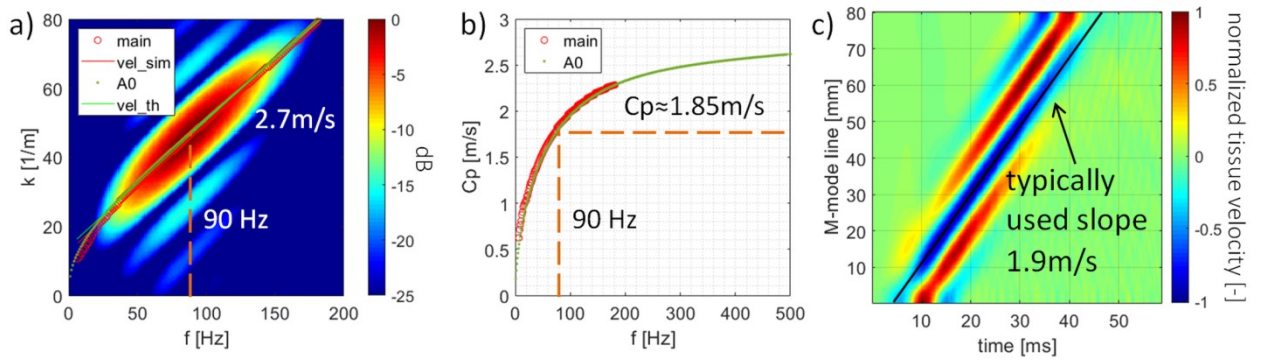 a)
80
60
40
20
0
k [1/m]
main
vel_sim
A0
vel_th
2.7m/s
90 Hz
0
50
100
150
200
f [Hz]
0
-5
-10
-15
-20
-25
dB
b)
3
2.5
2
1.5
1
0.5
0
Cp [m/s]
main
A0
Cp≈1.85m/s
90 Hz
0
100
200
300
400
500
f [Hz]
c)
80
70
60
50
40
30
20
10
M-mode line [mm]
typically
used slope
1.9m/s
10
20
30
40
50
time [ms]
1
0.5
0
-0.5
-1
normalized tissue velocity [-]